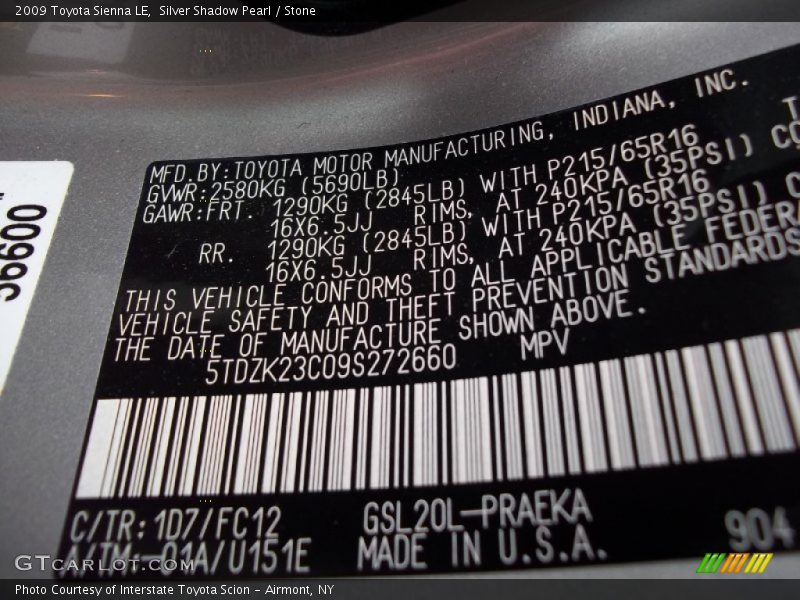 2009 Toyota Sienna LE,  Silver Shadow Pearl / Stone
MFD.BY:TOYOTA MOTOR MANUFACTURING, INDIANA, INC.
GVWR:2580KG (5690LB)
GAWR:FRT. 1290KG (2845LB) WITH P215/65R16
16X6.5JJ RIMS, AT 240KPA (35PSI)
RR. 1290KG (2845LB) WITH P215/65R16
16X6.5JJ RIMS, AT 240KPA (35PSI)
THIS VEHICLE CONFORMS TO ALL APPLICABLE FEDERA
VEHICLE SAFETY AND THEFT PREVENTION STANDARDS
THE DATE OF MANUFACTURE SHOWN ABOVE.
5TDZK23C09S272660 MPV
C/TR:1D7/FC12 GSL20L-PRAEKA
A/TM:-01A/U151E MADE IN U.S.A.
904
GTcarlot.com
Photo Courtesy of Interstate Toyota Scion - Airmont, NY